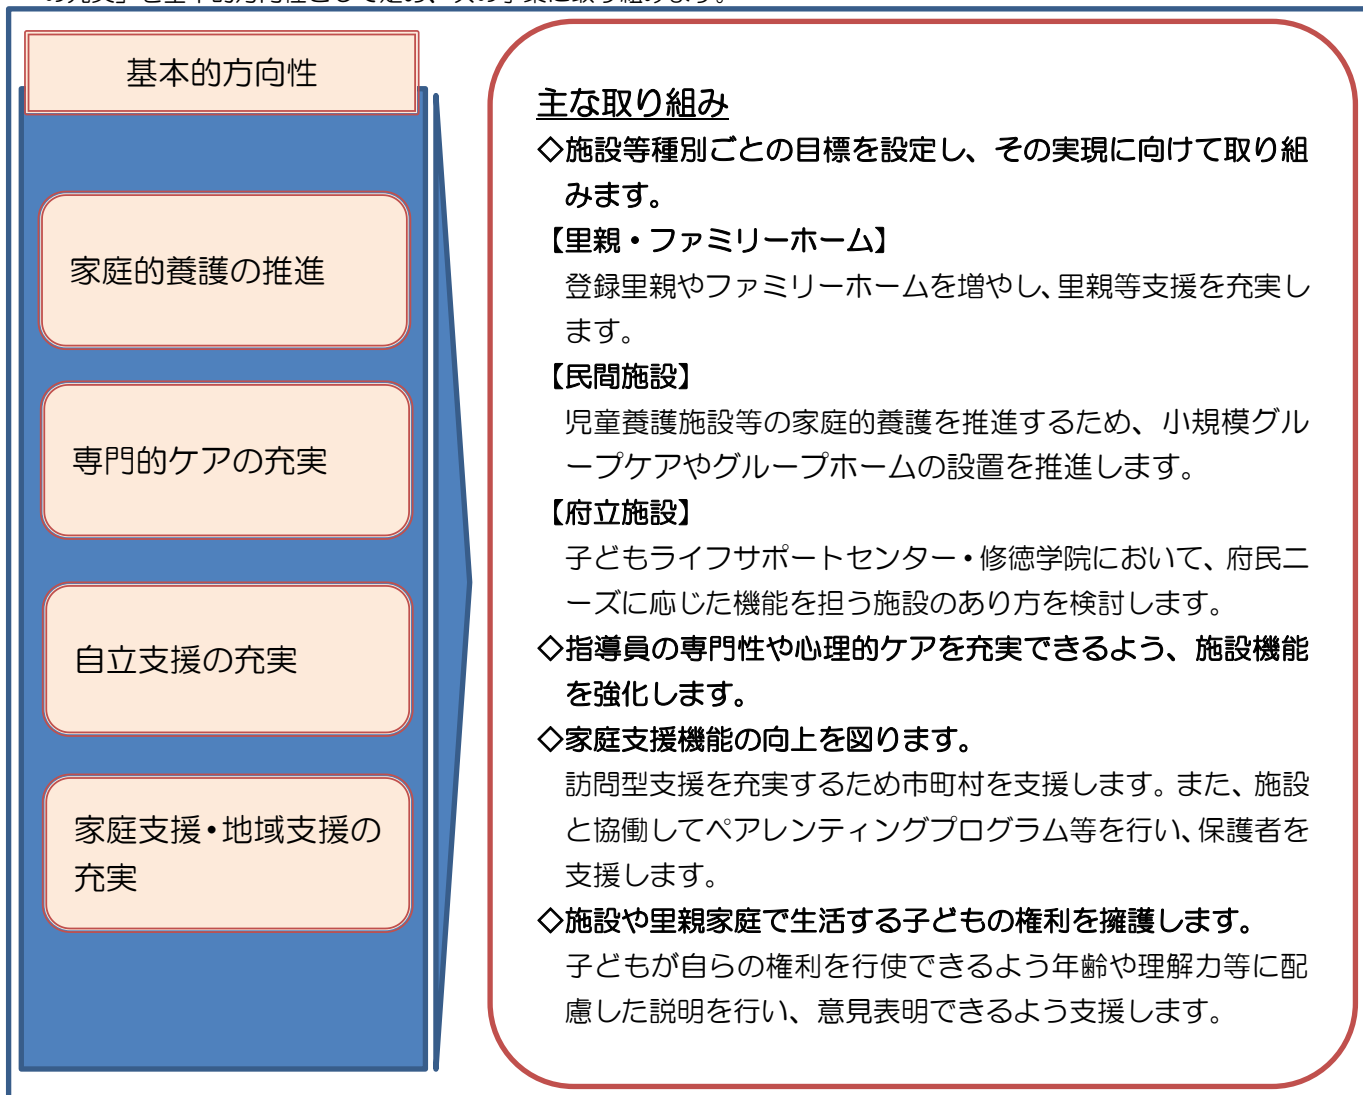 基本的方向性
家庭的養護の推進
専門的ケアの充実
自立支援の充実
家庭支援・地域支援の
充実
主な取り組み
◇施設等種別ごとの目標を設定し、その実現に向けて取り組
みます。
【里親・ファミリーホーム】
登録里親やファミリーホームを増やし、里親等支援を充実し
ます。
【民間施設】
児童養護施設等の家庭的養護を推進するため、小規模グル
ープケアやグループホームの設置を推進します。
【府立施設】
子どもライフサポートセンター・修徳学院において、府民ニ
ーズに応じた機能を担う施設のあり方を検討します。
◇指導員の専門性や心理的ケアを充実できるよう、施設機能
を強化します。
◇家庭支援機能の向上を図ります。
訪問型支援を充実するため市町村を支援します。また、施設
と協働してペアレンティングプログラム等を行い、保護者を
支援します。
◇施設や里親家庭で生活する子どもの権利を擁護します。
子どもが自らの権利を行使できるよう年齢や理解力等に配
慮した説明を行い、意見表明できるよう支援します。